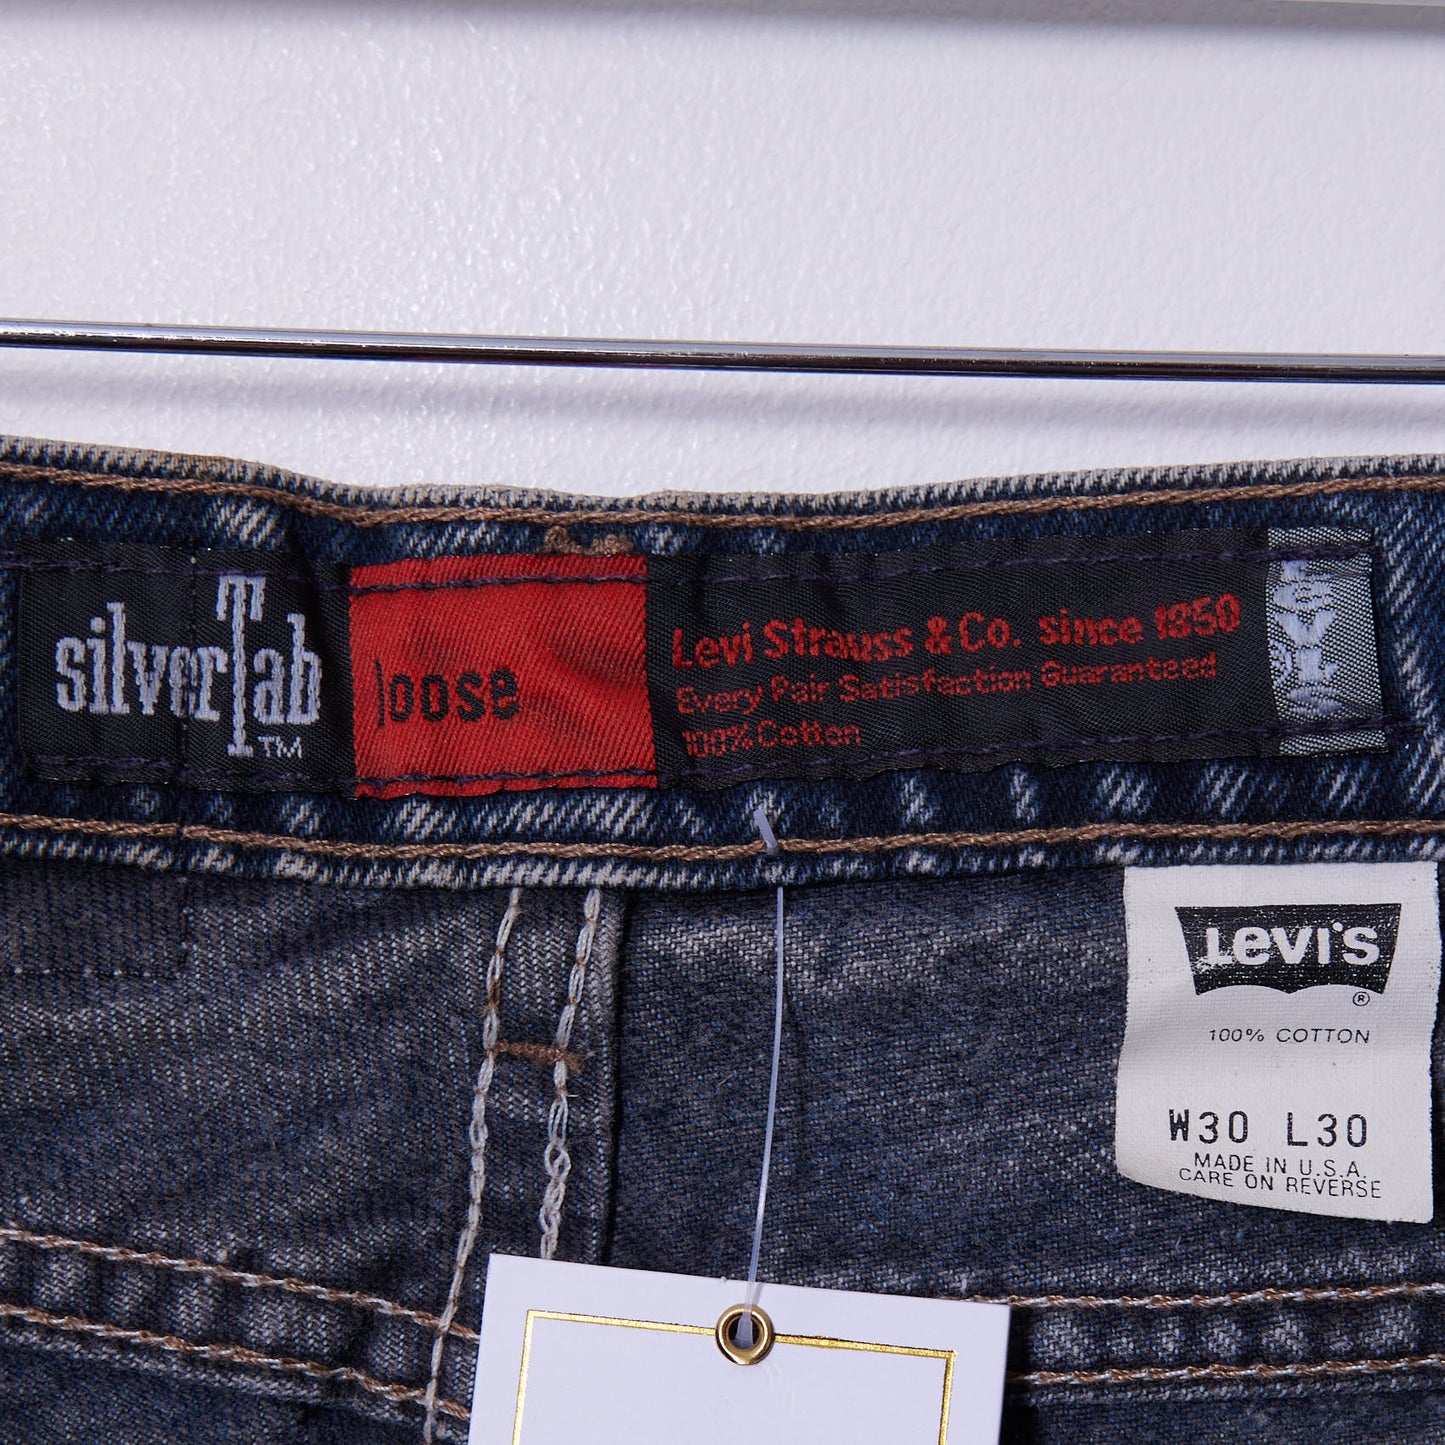 silverTab
TM
loose
Levi Strauss & Co. since 1850
Every Pair Satisfaction Guaranteed
100% Cotton
LEVI'S
®
100% COTTON
W30 L30
MADE IN U.S.A.
CARE ON REVERSE